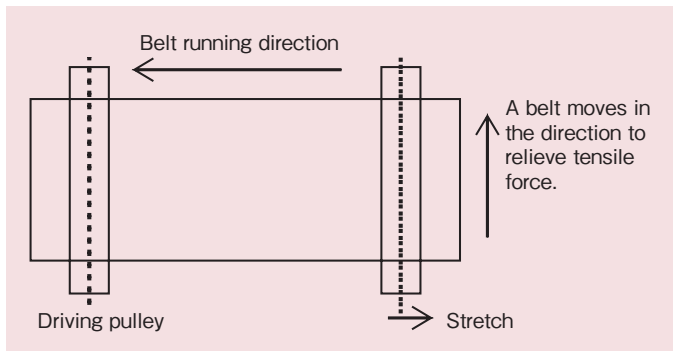 Belt running direction
A belt moves in
the direction to
relieve tensile
force.
Driving pulley
Stretch